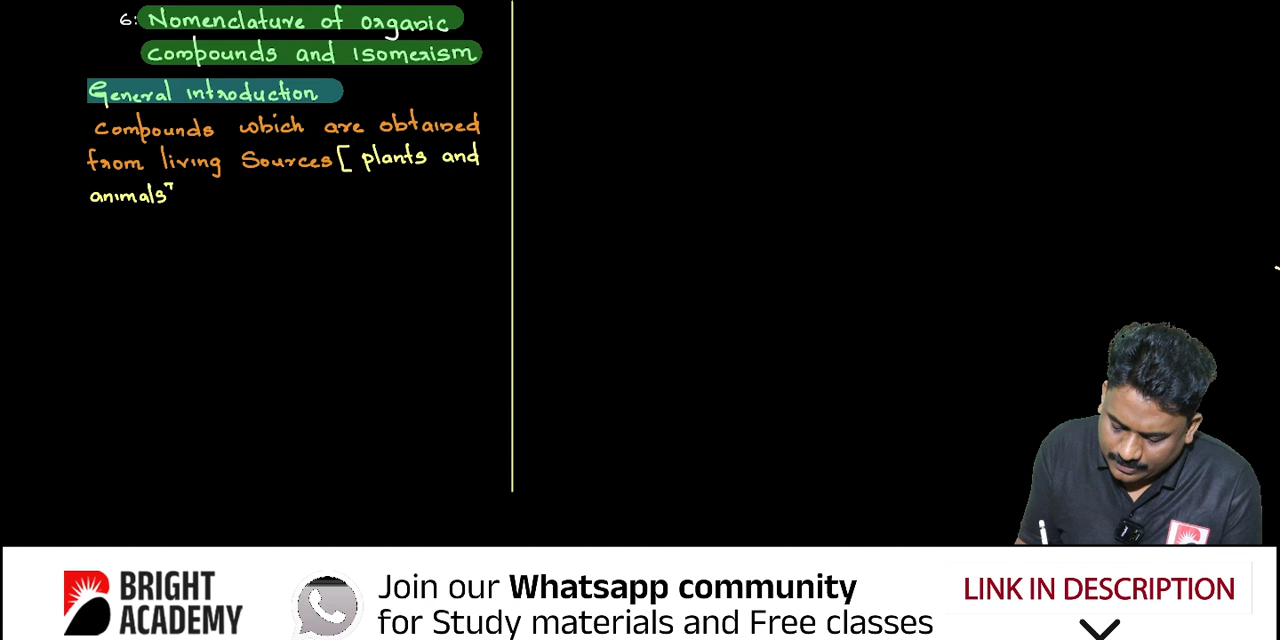 6: Nomenclature of organic
compounds and Isomerism
General introduction
compounds which are obtained
from living Sources [ plants and
animals
BRIGHT
ACADEMY
Join our Whatsapp community
for Study materials and Free classes
LINK IN DESCRIPTION